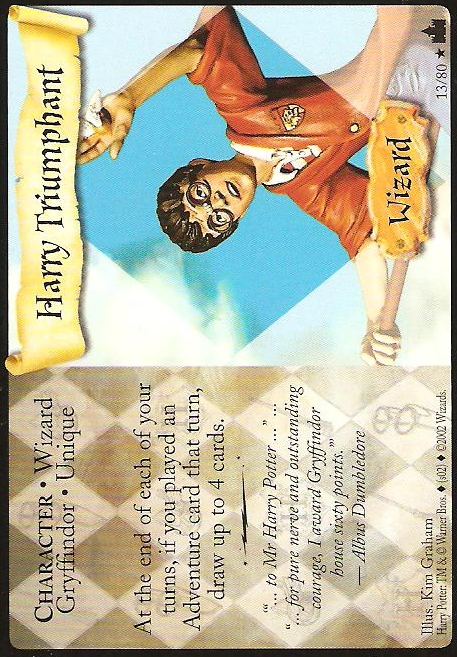 Harry Triumphant
CHARACTER • Wizard
Gryffindor • Unique
At the end of each of your
turns, if you played an
Adventure card that turn,
draw up to 4 cards.
“‘ ... to Mr Harry Potter ... ’ ...
‘ ... for pure nerve and outstanding
courage, I award Gryffindor
house sixty points.’”
— Albus Dumbledore
Illus. Kim Graham
Harry Potter: TM & © Warner Bros. ♦ (s02) ♦ ©2002 Wizards.
Wizard
13/80 ★